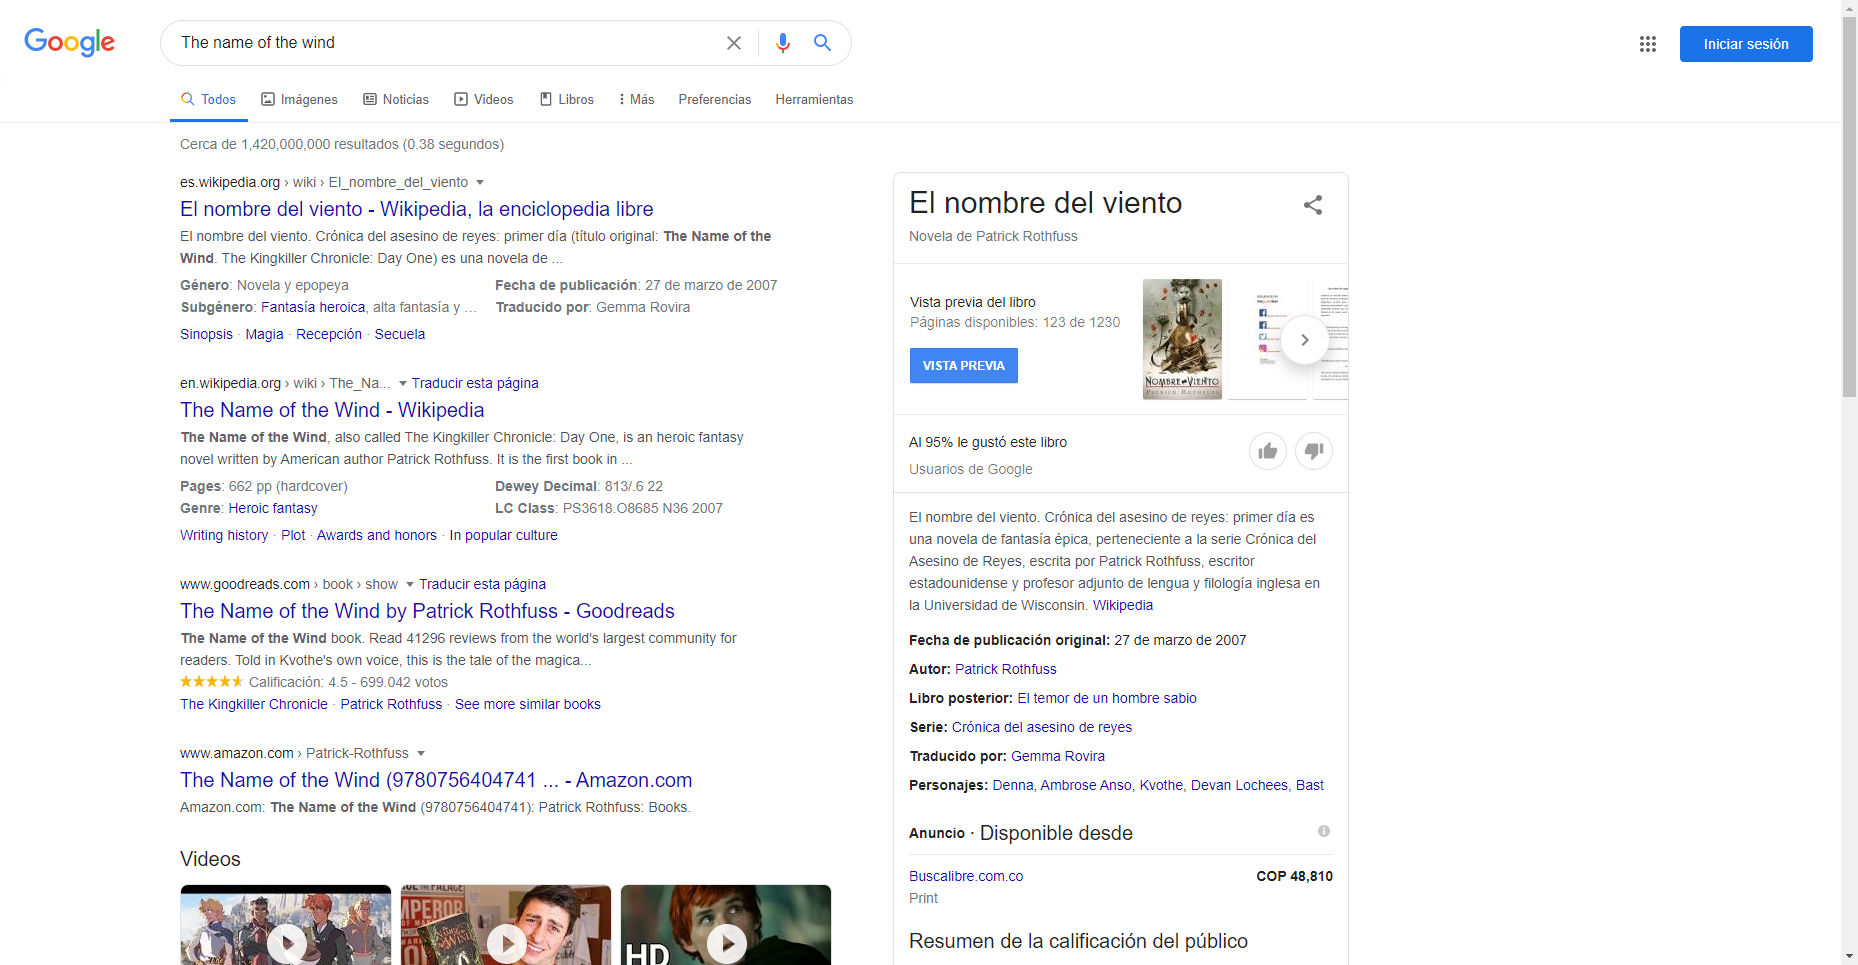 Google
The name of the wind
Iniciar sesión
Todos
Imágenes
Noticias
Videos
Libros
Más
Preferencias
Herramientas
Cerca de 1,420,000,000 resultados (0.38 segundos)
es.wikipedia.org › wiki › El_nombre_del_viento
El nombre del viento - Wikipedia, la enciclopedia libre
El nombre del viento. Crónica del asesino de reyes: primer día (título original: The Name of the
Wind. The Kingkiller Chronicle: Day One) es una novela de ...
Género: Novela y epopeya
Fecha de publicación: 27 de marzo de 2007
Subgénero: Fantasía heroica, alta fantasía y ...
Traducido por: Gemma Rovira
Sinopsis · Magia · Recepción · Secuela
en.wikipedia.org › wiki › The_Na... Traducir esta página
The Name of the Wind - Wikipedia
The Name of the Wind, also called The Kingkiller Chronicle: Day One, is an heroic fantasy
novel written by American author Patrick Rothfuss. It is the first book in ...
Pages: 662 pp (hardcover)
Dewey Decimal: 813/.6 22
Genre: Heroic fantasy
LC Class: PS3618.O8685 N36 2007
Writing history · Plot · Awards and honors · In popular culture
www.goodreads.com › book › show Traducir esta página
The Name of the Wind by Patrick Rothfuss - Goodreads
The Name of the Wind book. Read 41296 reviews from the world's largest community for
readers. Told in Kvothe's own voice, this is the tale of the magica...
Calificación: 4.5 - 699.042 votos
The Kingkiller Chronicle · Patrick Rothfuss · See more similar books
www.amazon.com › Patrick-Rothfuss
The Name of the Wind (9780756404741 ... - Amazon.com
Amazon.com: The Name of the Wind (9780756404741): Patrick Rothfuss: Books.
Videos
HD
El nombre del viento
Novela de Patrick Rothfuss
Vista previa del libro
Páginas disponibles: 123 de 1230
VISTA PREVIA
NOMBRE DEL VIENTO
PATRICK ROTHFUSS
Al 95% le gustó este libro
Usuarios de Google
El nombre del viento. Crónica del asesino de reyes: primer día es
una novela de fantasía épica, perteneciente a la serie Crónica del
Asesino de Reyes, escrita por Patrick Rothfuss, escritor
estadounidense y profesor adjunto de lengua y filología inglesa en
la Universidad de Wisconsin. Wikipedia
Fecha de publicación original: 27 de marzo de 2007
Autor: Patrick Rothfuss
Libro posterior: El temor de un hombre sabio
Serie: Crónica del asesino de reyes
Traducido por: Gemma Rovira
Personajes: Denna, Ambrose Anso, Kvothe, Devan Lochees, Bast
Anuncio · Disponible desde
Buscalibre.com.co
COP 48,810
Print
Resumen de la calificación del público